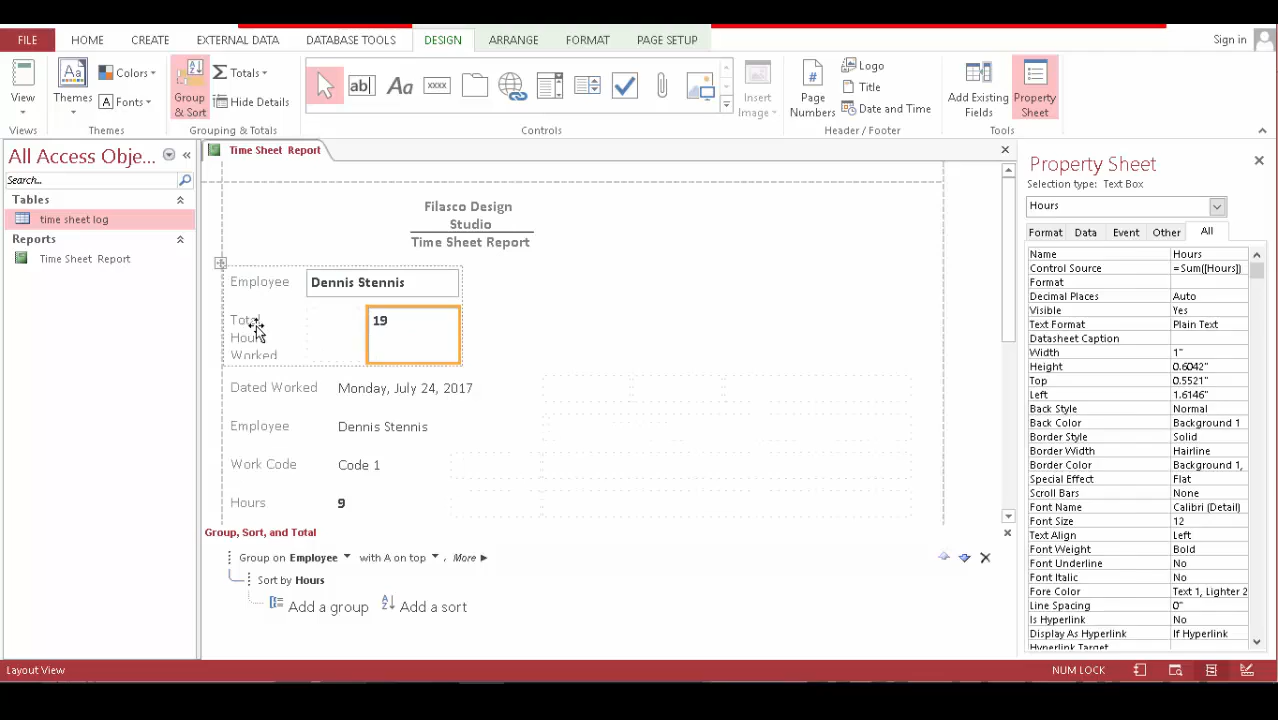 FILE HOME CREATE EXTERNAL DATA DATABASE TOOLS DESIGN ARRANGE FORMAT PAGE SETUP Sign in
View
Views
Aa
Themes
Colors
Fonts
Themes
Group
& Sort
Totals
Hide Details
Grouping & Totals
ab|
Aa
xxxx
Controls
Insert
Image
#
Page
Numbers
Logo
Title
Date and Time
Header / Footer
Add Existing
Fields
Property
Sheet
Tools
All Access Obje...
Search...
Tables
time sheet log
Reports
Time Sheet Report
Time Sheet Report
Filasco Design
Studio
Time Sheet Report
Employee Dennis Stennis
Total 19
Hours
Worked
Dated Worked Monday, July 24, 2017
Employee Dennis Stennis
Work Code Code 1
Hours 9
Group, Sort, and Total
Group on Employee with A on top , More
Sort by Hours
Add a group Add a sort
Property Sheet
Selection type: Text Box
Hours
Format Data Event Other All
Name Hours
Control Source =Sum([Hours])
Format
Decimal Places Auto
Visible Yes
Text Format Plain Text
Datasheet Caption
Width 1"
Height 0.6042"
Top 0.5521"
Left 1.6146"
Back Style Normal
Back Color Background 1
Border Style Solid
Border Width Hairline
Border Color Background 1,
Special Effect Flat
Scroll Bars None
Font Name Calibri (Detail)
Font Size 12
Text Align Left
Font Weight Bold
Font Underline No
Font Italic No
Fore Color Text 1, Lighter 2
Line Spacing 0"
Is Hyperlink No
Display As Hyperlink If Hyperlink
Hyperlink Target
Layout View NUM LOCK